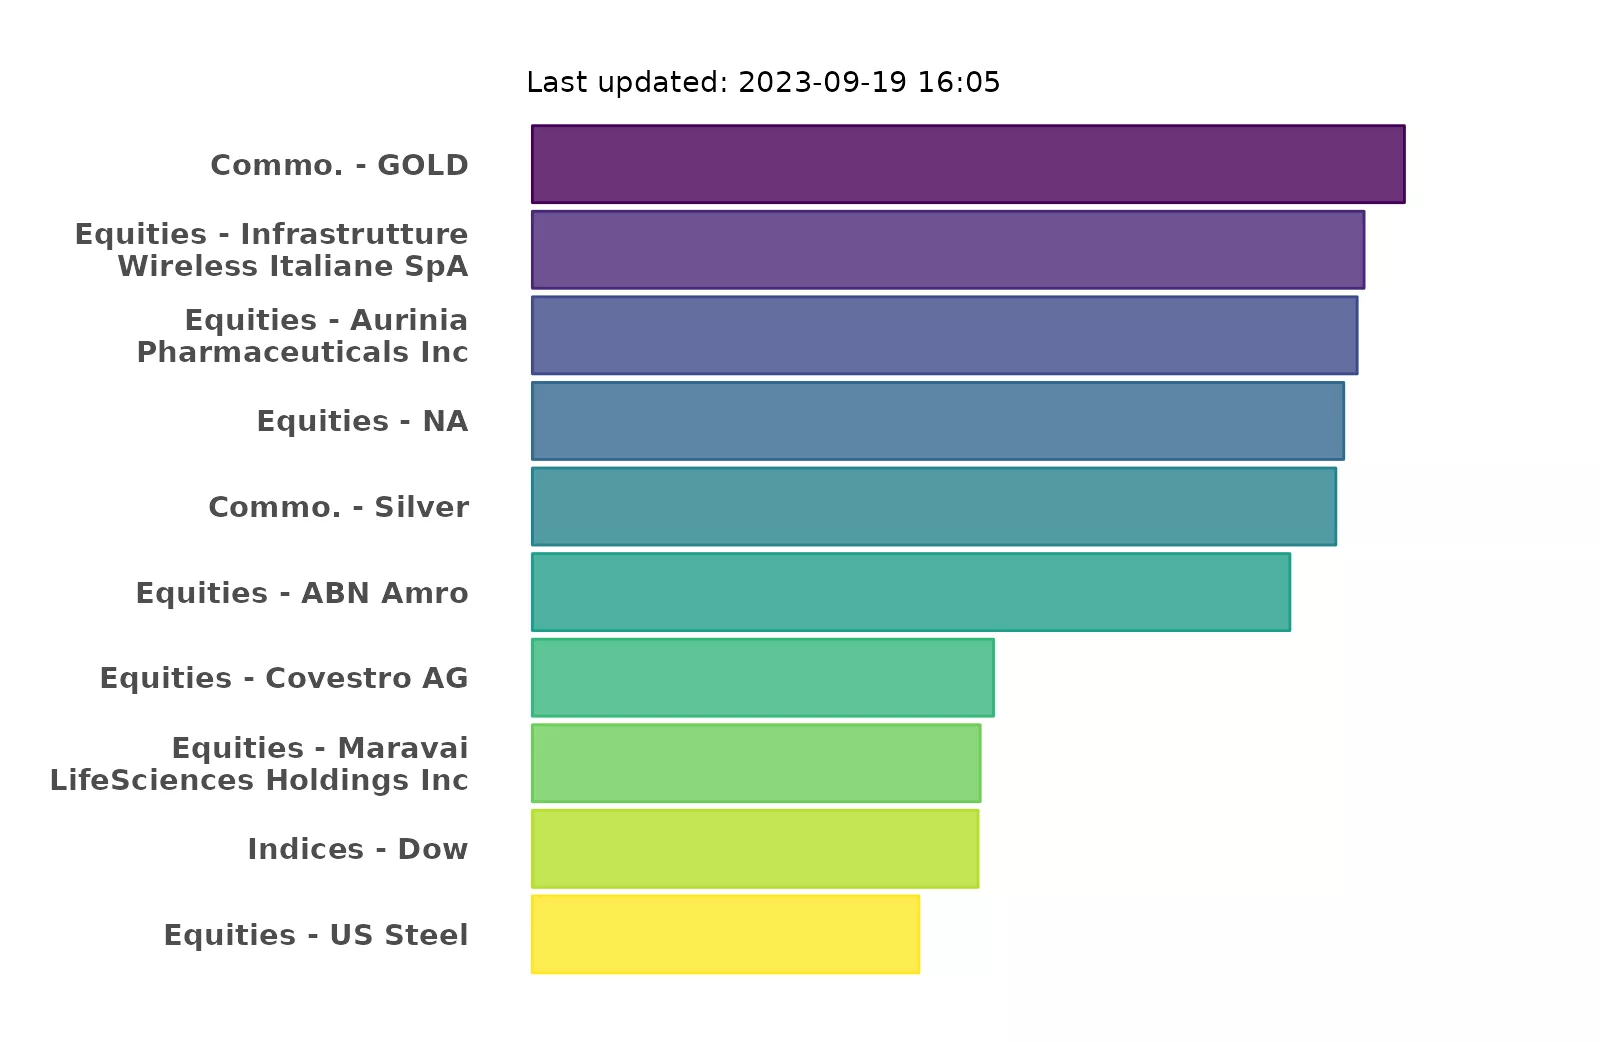 Last updated: 2023-09-19 16:05
Commo. - GOLD
Equities - Infrastrutture
Wireless Italiane SpA
Equities - Aurinia
Pharmaceuticals Inc
Equities - NA
Commo. - Silver
Equities - ABN Amro
Equities - Covestro AG
Equities - Maravai
LifeSciences Holdings Inc
Indices - Dow
Equities - US Steel